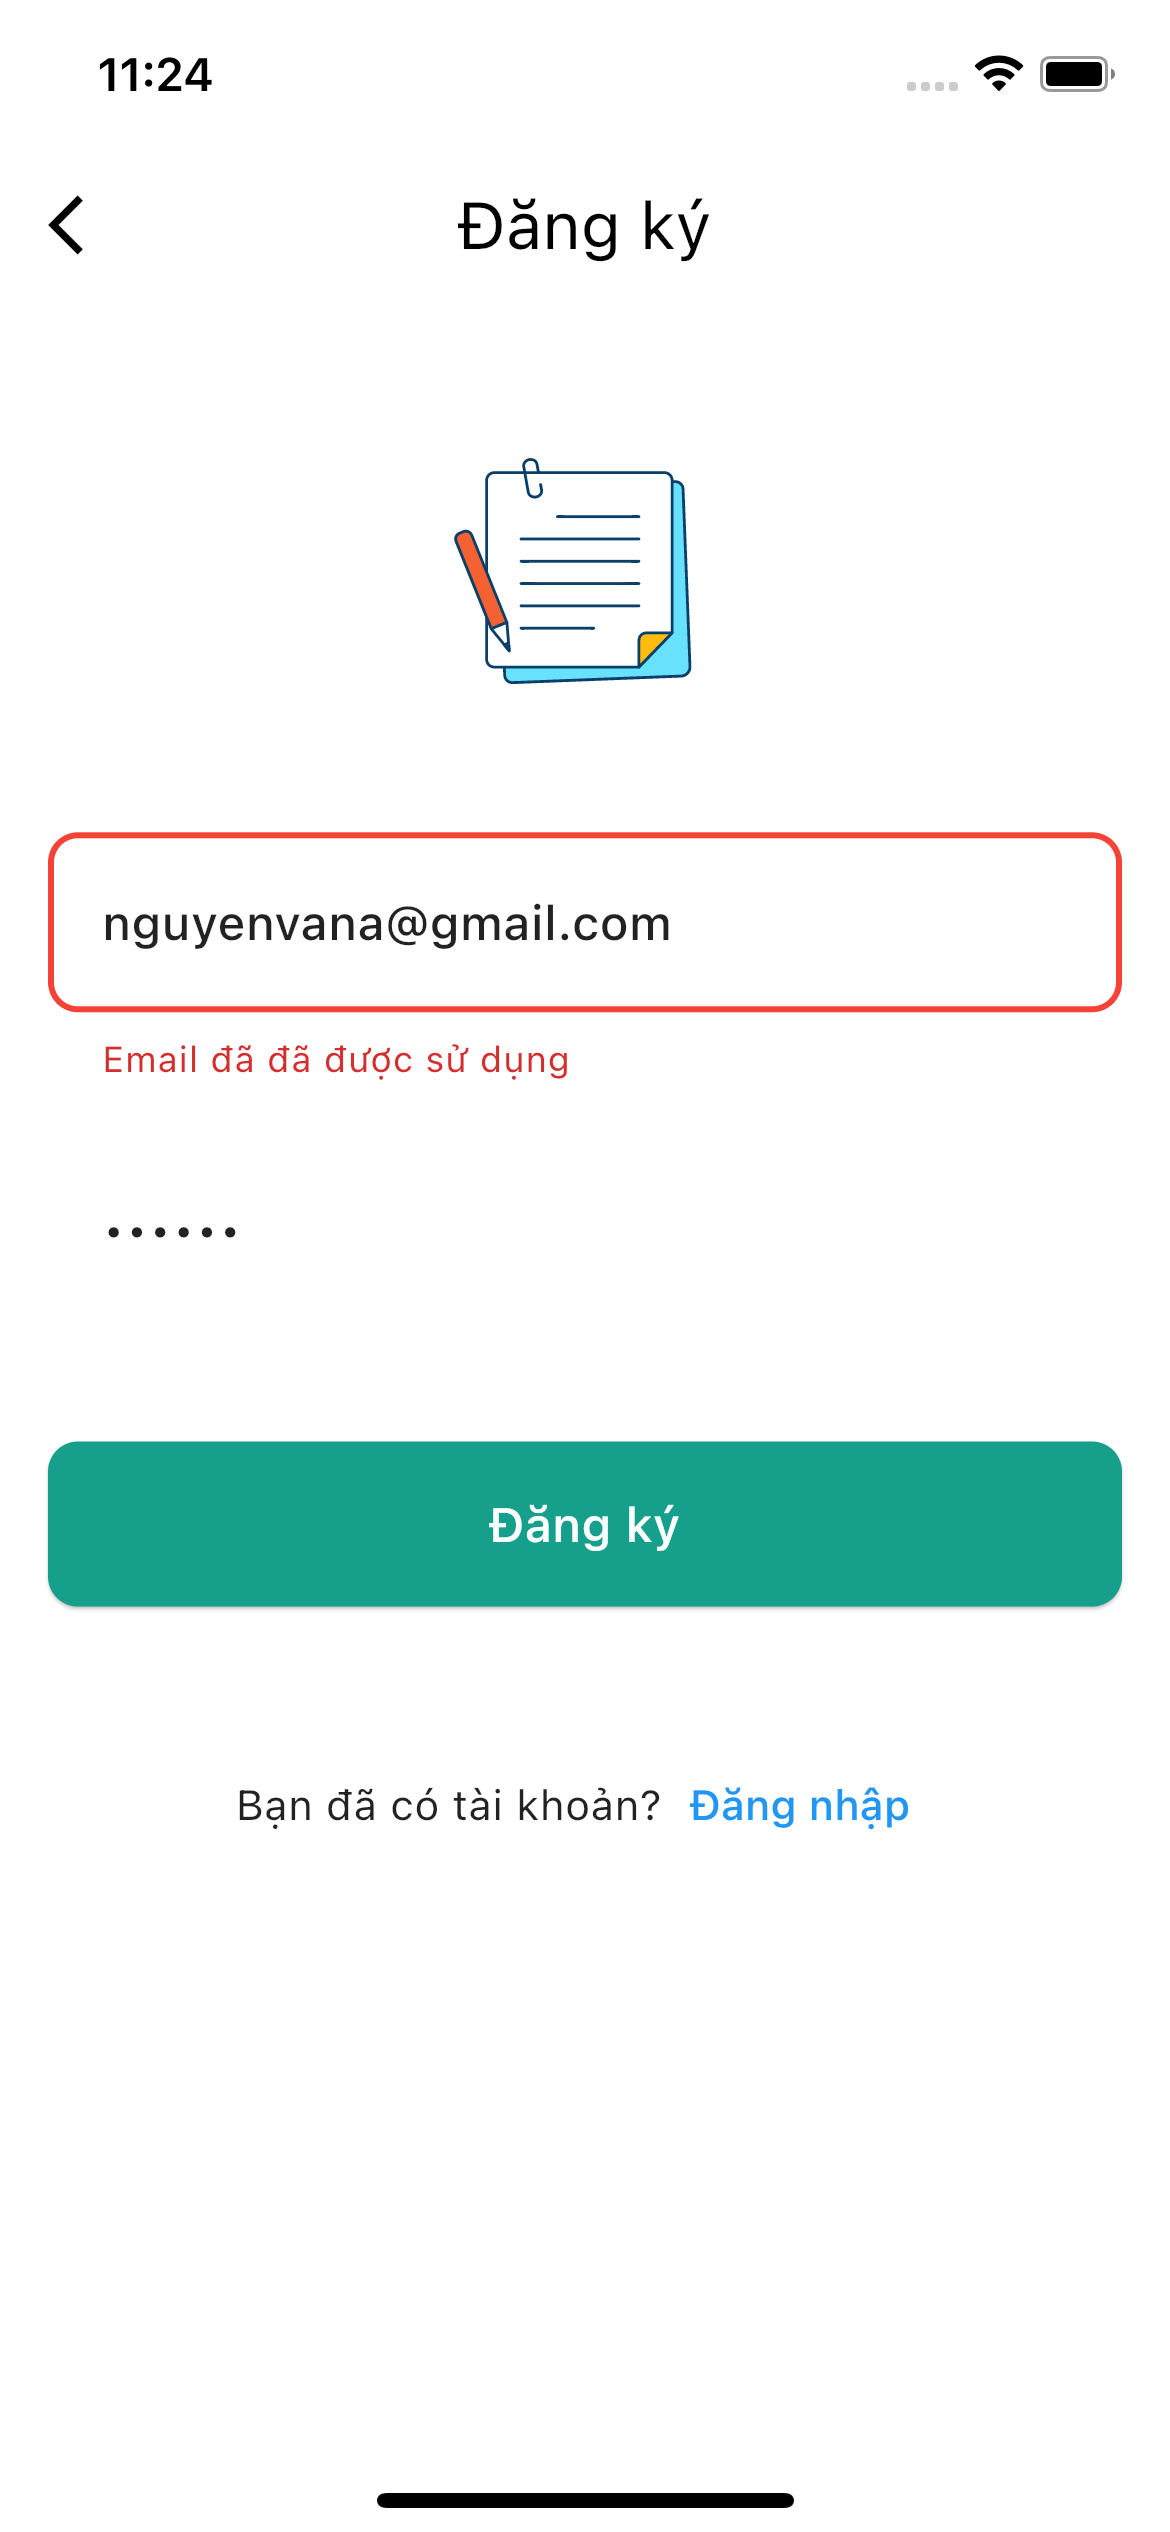 11:24
Đăng ký
nguyenvana@gmail.com
Email đã đã được sử dụng
••••••
Đăng ký
Bạn đã có tài khoản? Đăng nhập